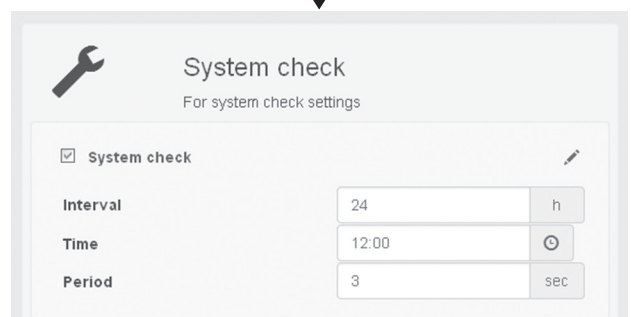 System check
For system check settings
System check
Interval 24 h
Time 12:00
Period 3 sec